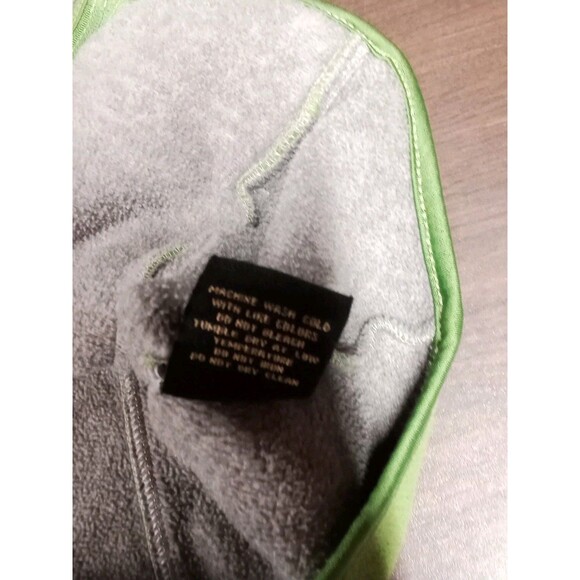 MACHINE WASH COLD
WITH LIKE COLORS
DO NOT BLEACH
TUMBLE DRY AT LOW
TEMPERATURE
DO NOT IRON
DO NOT DRY CLEAN